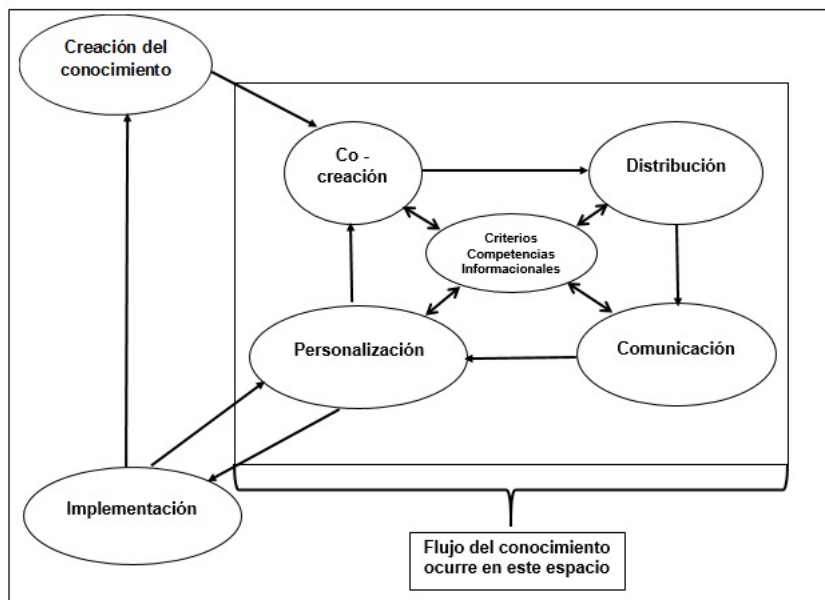 Creación del
conocimiento
Co -
creación
Distribución
Criterios
Competencias
Informacionales
Personalización
Comunicación
Implementación
Flujo del conocimiento
ocurre en este espacio